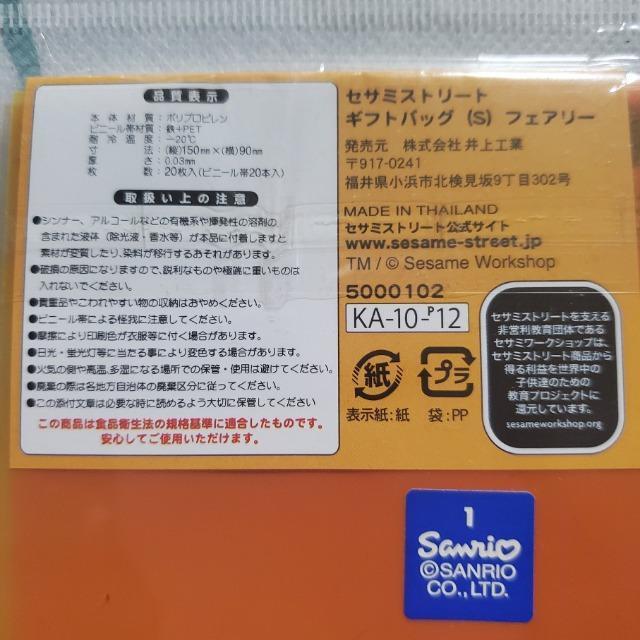 品質表示
本体材質：ポリプロピレン
ビニール帯材質：鉄+PET
耐冷温度：-20℃
寸法：(縦)150mm×(横)90mm
厚さ：0.03mm
枚数：20枚入(ビニール帯20本入)
取扱い上の注意
●シンナー、アルコールなどの有機系や揮発性の溶剤の
含まれた液体（除光液・香水等）が本品に付着しますと
素材が変質したり、染料が移行するおそれがあります。
●破損の原因になりますので、鋭利なものや極端に重いものは
入れないでください。
●貴重品やこわれやすい物の収納はおやめください。
●ビニール帯による怪我に注意してください。
●摩擦により印刷色が衣服等に付く場合があります。
●日光・蛍光灯等に当たる事により変色する場合があります。
●火気の側や高温、多湿になる場所での保管・使用は避けてください。
●廃棄の際は各地方自治体の廃棄区分に従ってください。
●この添付文章は必要な時に読めるよう大切に保管してください
この商品は食品衛生法の規格基準に適合したものです。
安心してご使用いただけます。
セサミストリート
ギフトバッグ（S）フェアリー
発売元 株式会社 井上工業
〒917-0241
福井県小浜市北検見坂9丁目302号
MADE IN THAILAND
セサミストリート公式サイト
www.sesame-street.jp
TM / © Sesame Workshop
5000102
KA-10-P12
紙 プラ
表示紙：紙 袋：PP
セサミストリートを支える
非営利教育団体である
セサミワークショップは、
セサミストリート商品から
得る利益を世界中の
子供達のための
教育プロジェクトに
還元しています。
sesameworkshop.org
1
Sanrio
©SANRIO
CO.,LTD.